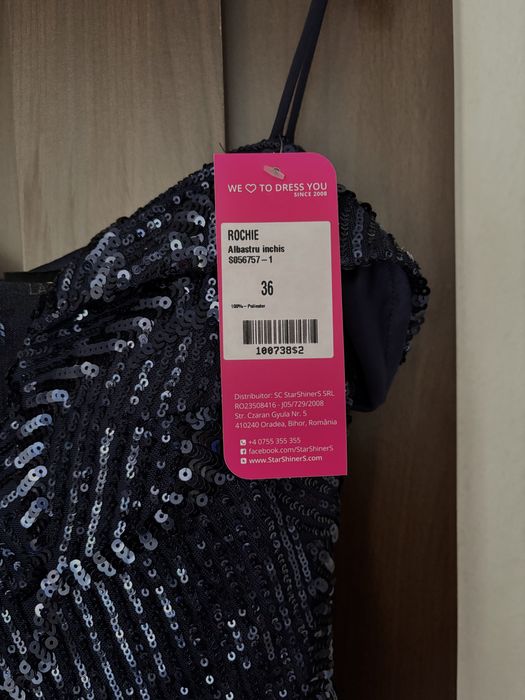 WE ♡ TO DRESS YOU
SINCE 2008
ROCHIE
Albastru inchis
S056757-1
36
100% - Poliester
100738$2
Distribuitor: SC StarShinerS SRL
RO23508416 - J05/729/2008
Str. Czaran Gyula Nr. 5
410240 Oradea, Bihor, România
+4 0755 355 355
facebook.com/StarShinerS
www.StarShinerS.com